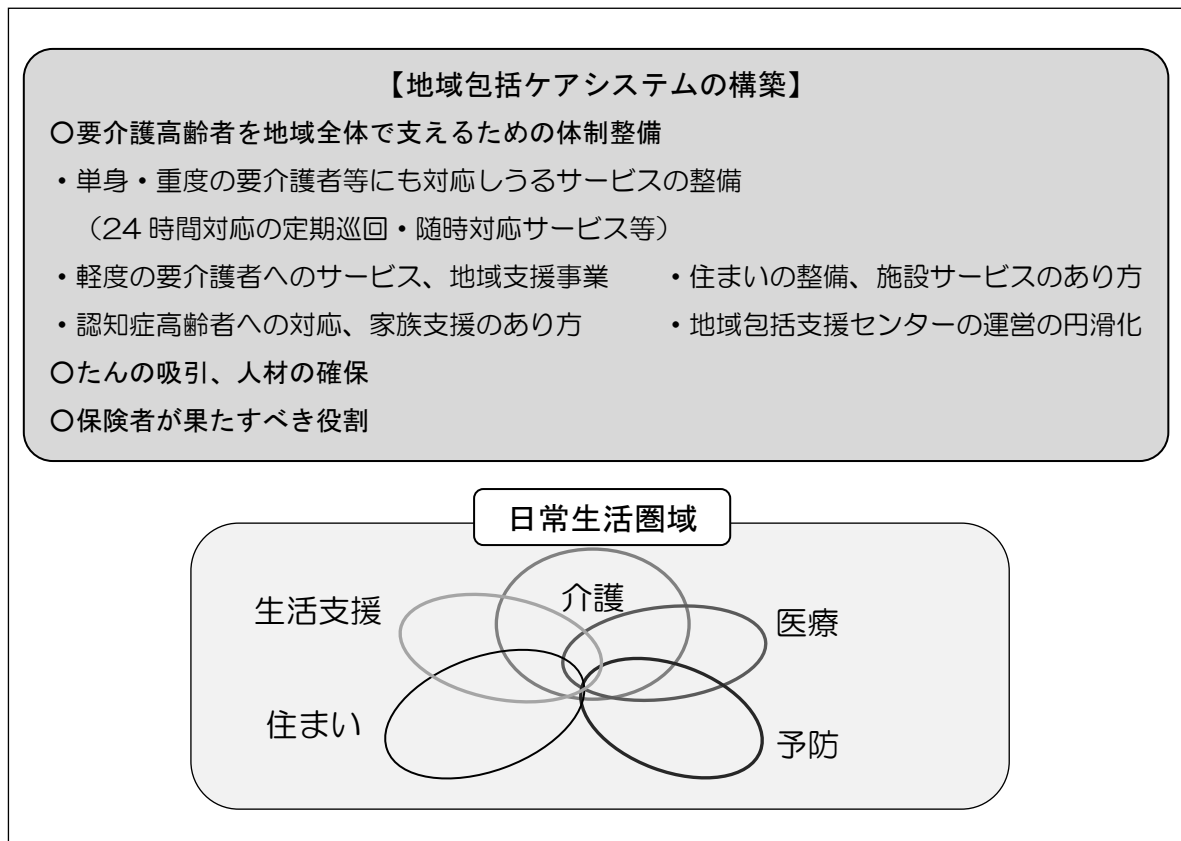 【地域包括ケアシステムの構築】
〇要介護高齢者を地域全体で支えるための体制整備
・単身・重度の要介護者等にも対応しうるサービスの整備
（24 時間対応の定期巡回・随時対応サービス等）
・軽度の要介護者へのサービス、地域支援事業　・住まいの整備、施設サービスのあり方
・認知症高齢者への対応、家族支援のあり方　・地域包括支援センターの運営の円滑化
〇たんの吸引、人材の確保
〇保険者が果たすべき役割
日常生活圏域
介護
生活支援
医療
住まい
予防